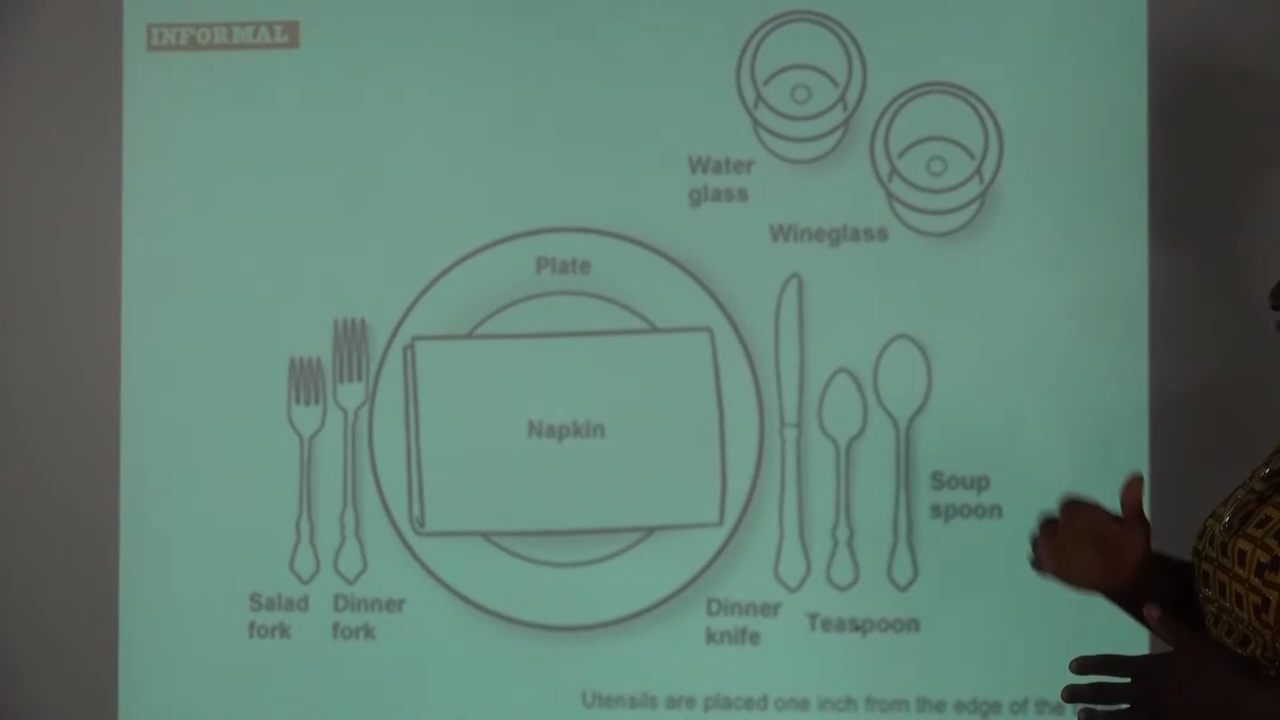 INFORMAL
Water
glass
Wineglass
Plate
Napkin
Soup
spoon
Salad
fork
Dinner
fork
Dinner
knife
Teaspoon
Utensils are placed one inch from the edge of the